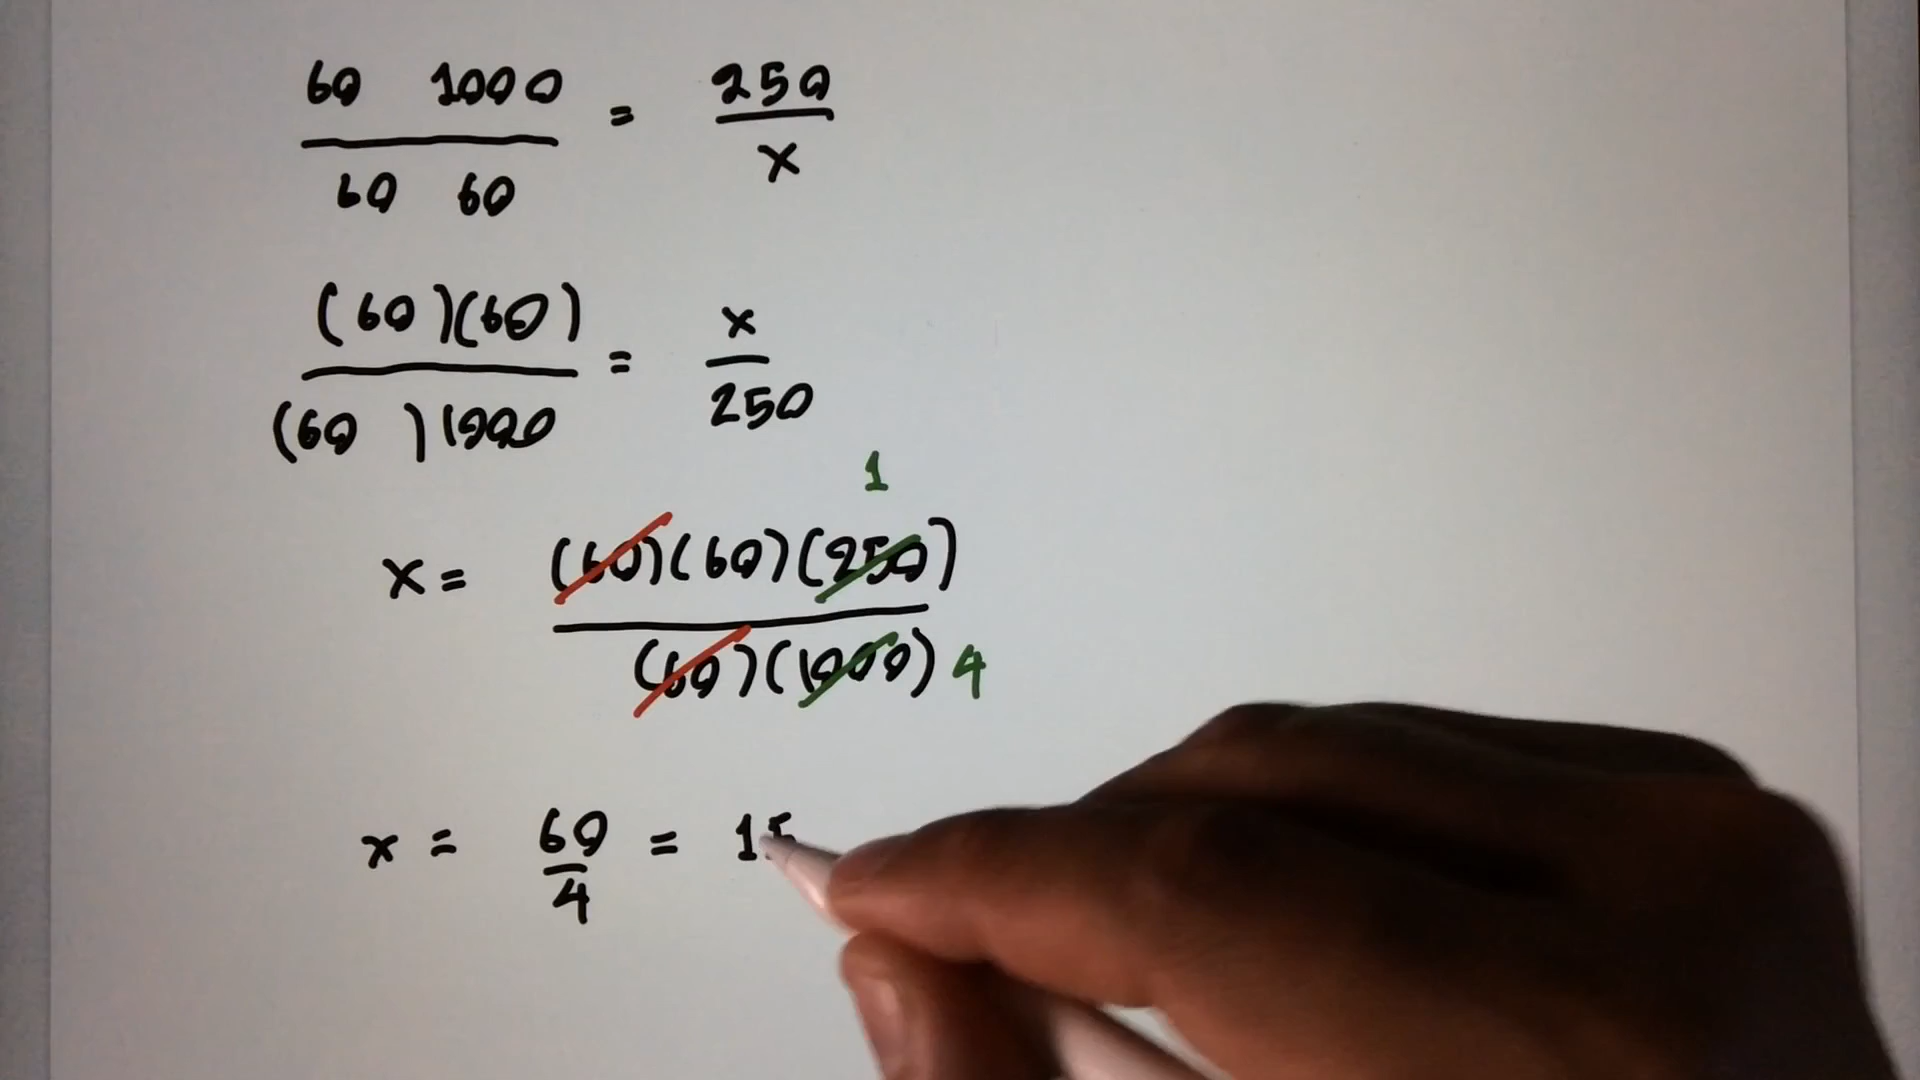 60 1000 = 250
60 60 x
(60)(60) = x
(60 )1000 250
1
x = (60)(60)(250)
(60)(1000) 4
x = 60 = 15
4